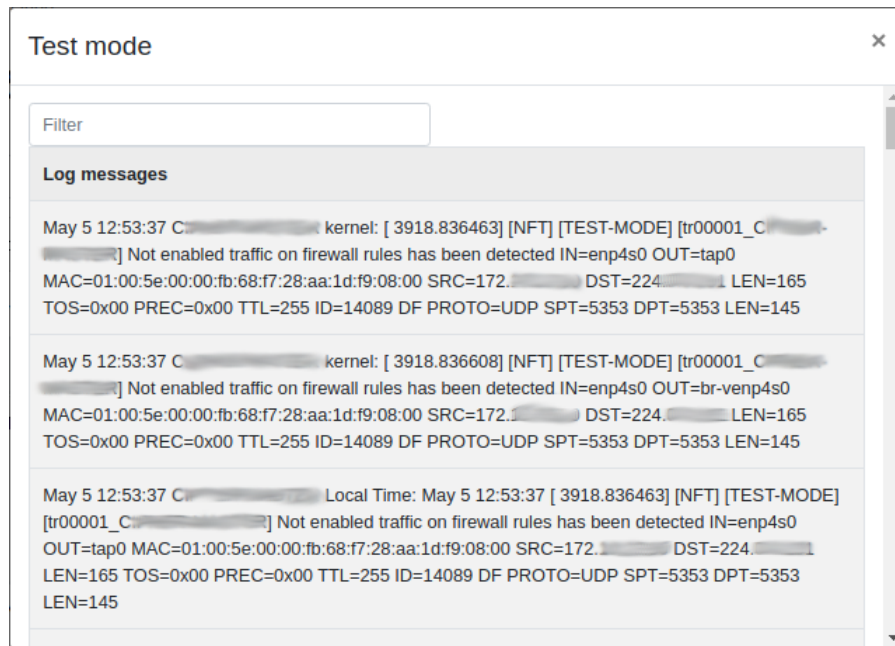 Test mode
×
Filter
Log messages
May 5 12:53:37 kernel: [ 3918.836463] [NFT] [TEST-MODE] [tr00001_C
] Not enabled traffic on firewall rules has been detected IN=enp4s0 OUT=tap0
MAC=01:00:5e:00:00:fb:68:f7:28:aa:1d:f9:08:00 SRC=172. DST=224 LEN=165
TOS=0x00 PREC=0x00 TTL=255 ID=14089 DF PROTO=UDP SPT=5353 DPT=5353 LEN=145
May 5 12:53:37 kernel: [ 3918.836608] [NFT] [TEST-MODE] [tr00001_C
] Not enabled traffic on firewall rules has been detected IN=enp4s0 OUT=br-venp4s0
MAC=01:00:5e:00:00:fb:68:f7:28:aa:1d:f9:08:00 SRC=172. DST=224. LEN=165
TOS=0x00 PREC=0x00 TTL=255 ID=14089 DF PROTO=UDP SPT=5353 DPT=5353 LEN=145
May 5 12:53:37 Local Time: May 5 12:53:37 [ 3918.836463] [NFT] [TEST-MODE]
[tr00001_C ] Not enabled traffic on firewall rules has been detected IN=enp4s0
OUT=tap0 MAC=01:00:5e:00:00:fb:68:f7:28:aa:1d:f9:08:00 SRC=172. DST=224.
LEN=165 TOS=0x00 PREC=0x00 TTL=255 ID=14089 DF PROTO=UDP SPT=5353 DPT=5353
LEN=145